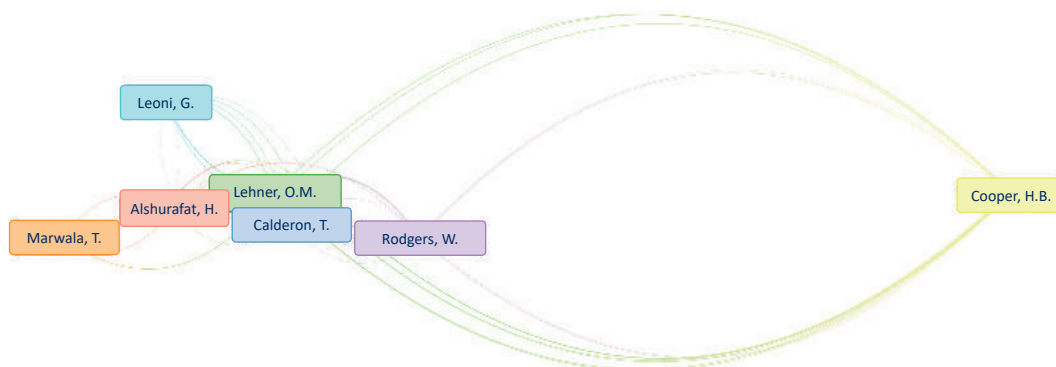 Leoni, G.
Lehner, O.M.
Cooper, H.B.
Alshurafat, H.
Calderon, T.
Marwala, T.
Rodgers, W.